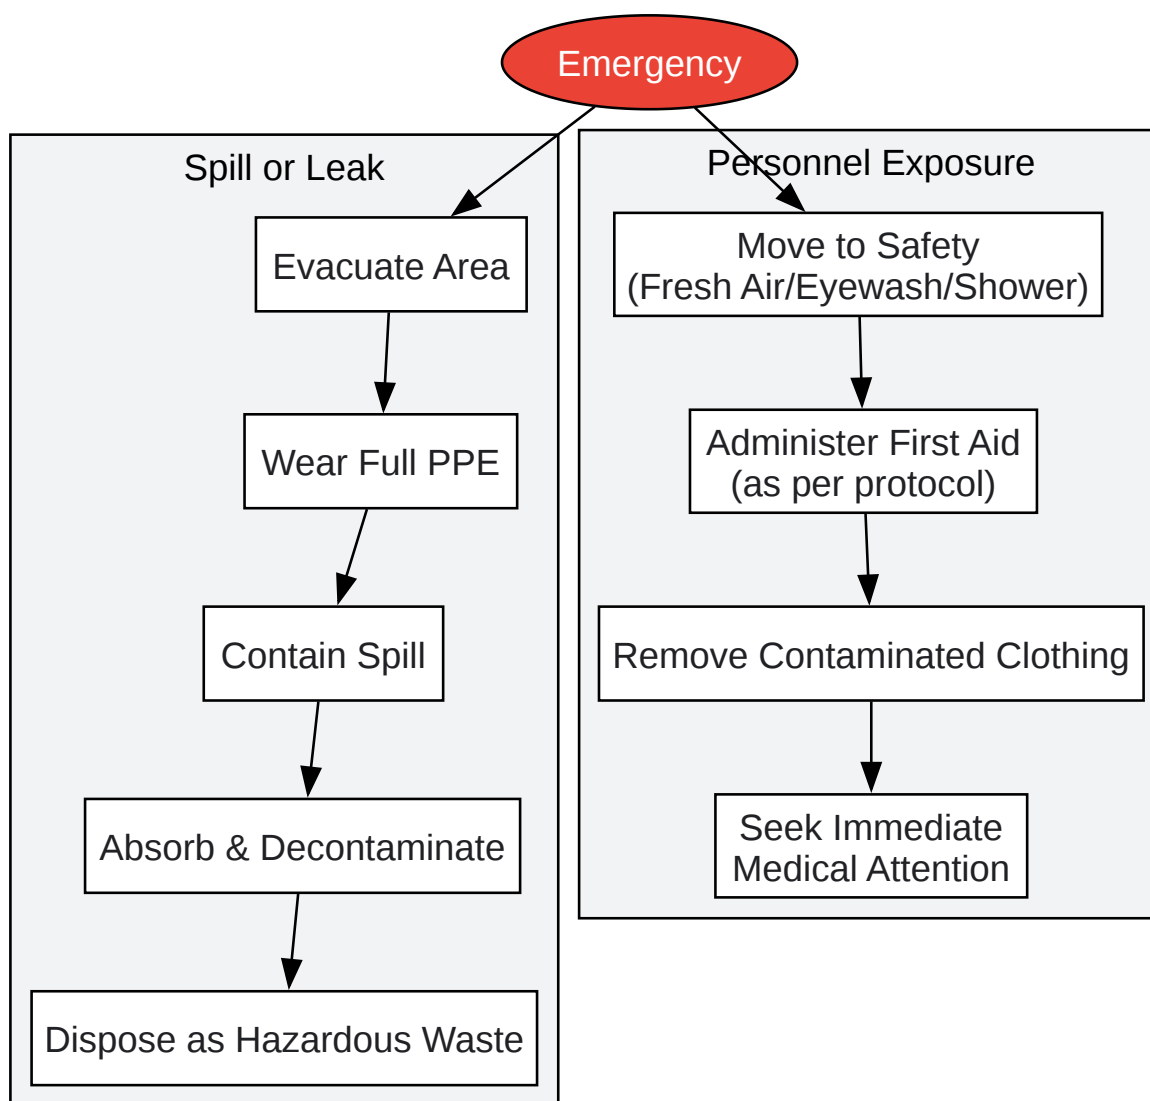 Emergency
Spill or Leak
Evacuate Area
Wear Full PPE
Contain Spill
Absorb & Decontaminate
Dispose as Hazardous Waste
Personnel Exposure
Move to Safety
(Fresh Air/Eyewash/Shower)
Administer First Aid
(as per protocol)
Remove Contaminated Clothing
Seek Immediate
Medical Attention